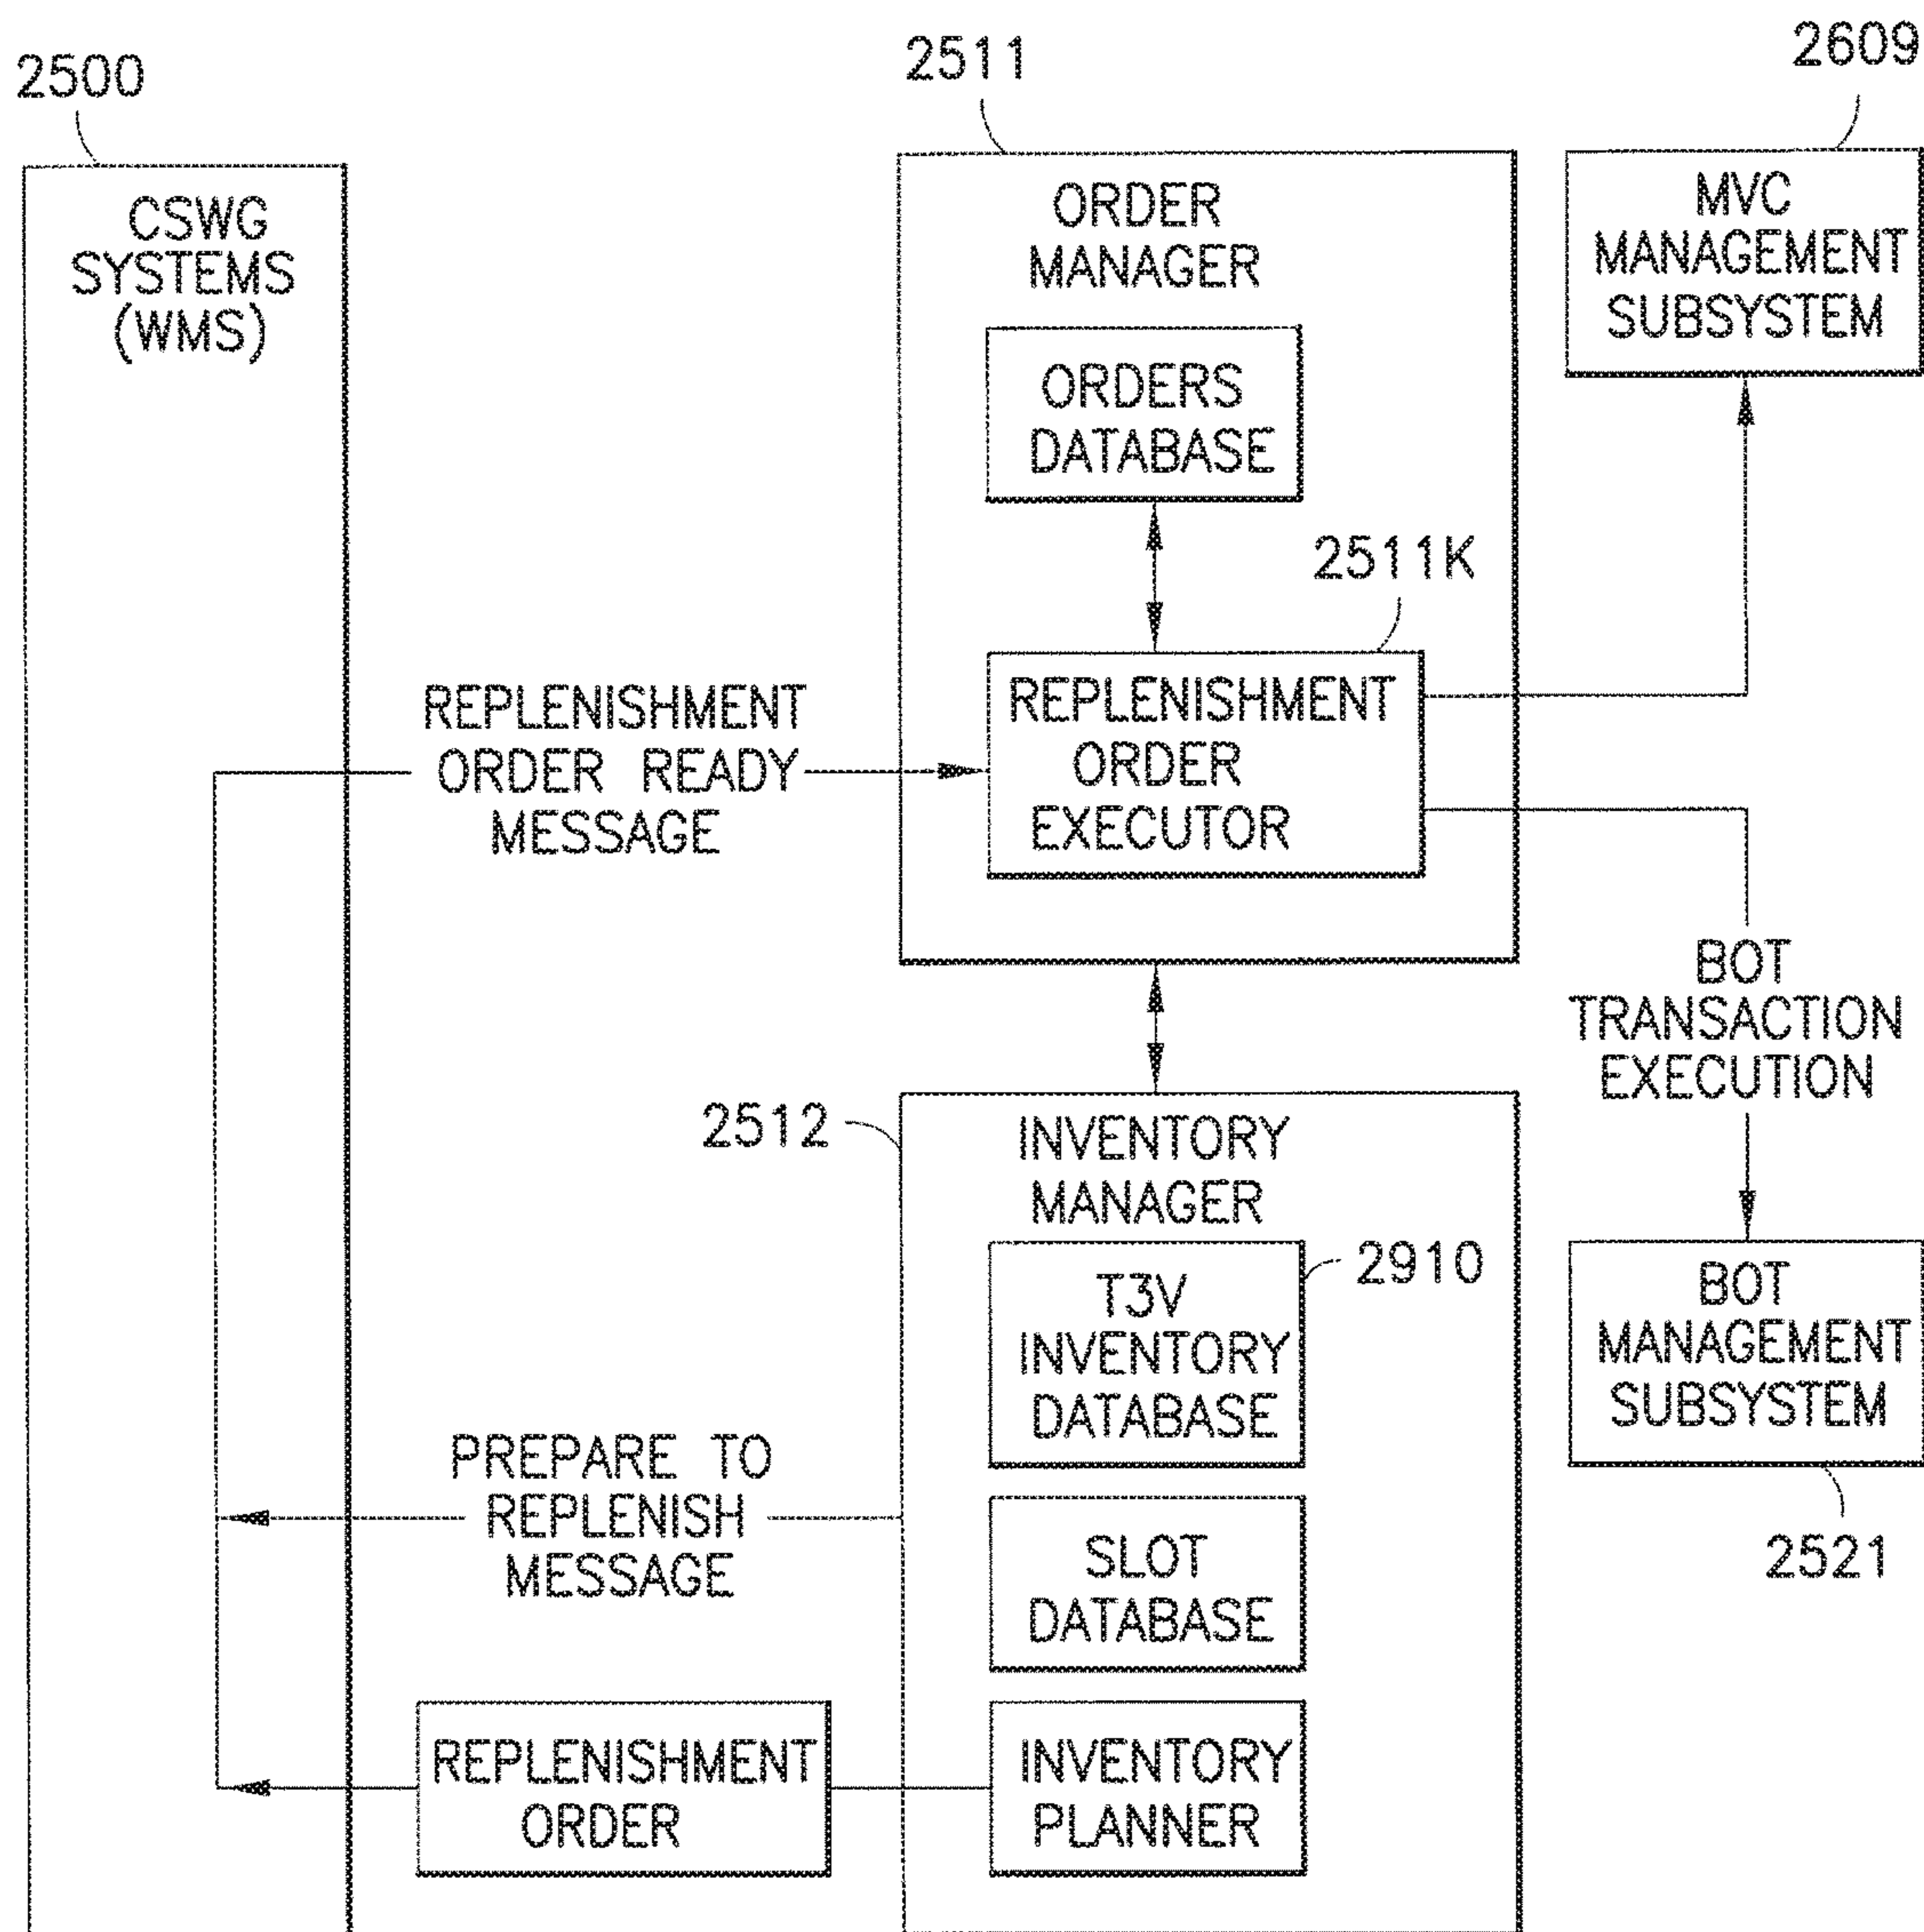 2500
2511
2609
CSWG
SYSTEMS
(WMS)
ORDER
MANAGER
MVC
MANAGEMENT
SUBSYSTEM
ORDERS
DATABASE
2511K
REPLENISHMENT
ORDER READY
MESSAGE
REPLENISHMENT
ORDER
EXECUTOR
BOT
TRANSACTION
EXECUTION
2512
INVENTORY
MANAGER
T3V
INVENTORY
DATABASE
2910
BOT
MANAGEMENT
SUBSYSTEM
2521
PREPARE TO
REPLENISH
MESSAGE
SLOT
DATABASE
REPLENISHMENT
ORDER
INVENTORY
PLANNER